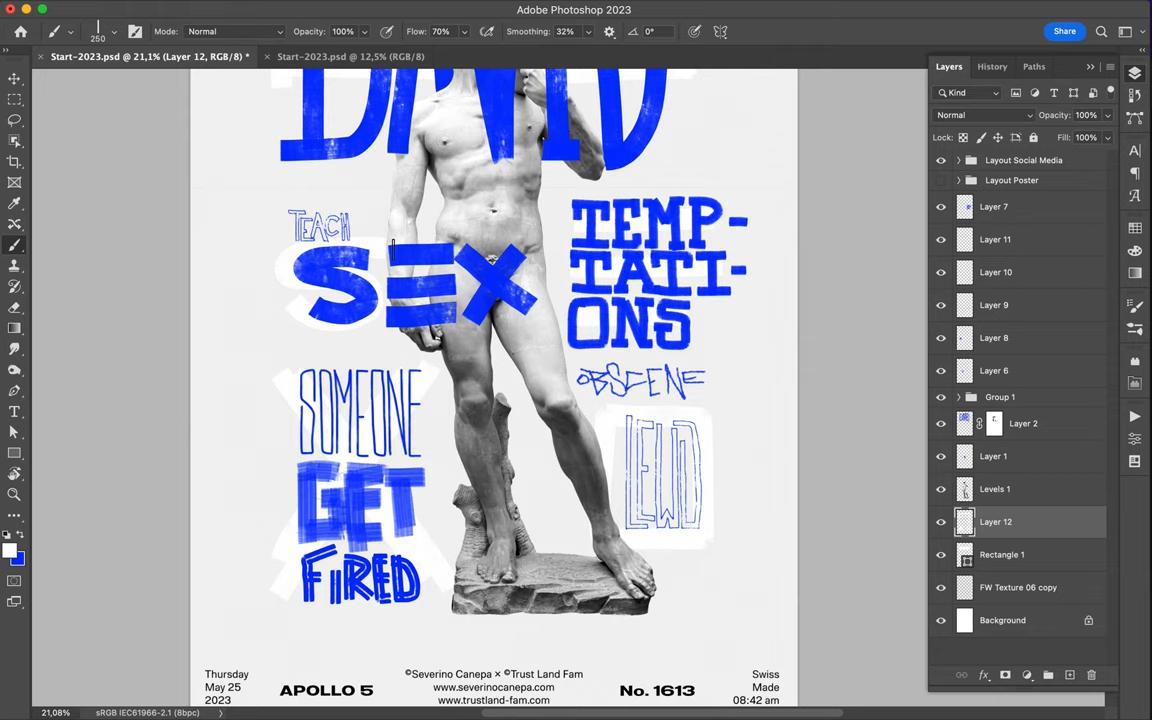 Adobe Photoshop 2023
250
Mode: Normal
Opacity: 100%
Flow: 70%
Smoothing: 32%
0°
Share
Start-2023.psd @ 21,1% (Layer 12, RGB/8) *
Start-2023.psd @ 12,5% (RGB/8)
DAVID
TEACH
SEX
TEMP-
TATI-
ONS
OBSCENE
LEWD
SOMEONE
GET
FIRED
Thursday
May 25
2023
APOLLO 5
©Severino Canepa × ©Trust Land Fam
www.severinocanepa.com
www.trustland-fam.com
No. 1613
Swiss
Made
08:42 am
Layers
History
Paths
Kind
Normal
Opacity: 100%
Lock:
Fill: 100%
Layout Social Media
Layout Poster
Layer 7
Layer 11
Layer 10
Layer 9
Layer 8
Layer 6
Group 1
Layer 2
Layer 1
Levels 1
Layer 12
Rectangle 1
FW Texture 06 copy
Background
21,08%
sRGB IEC61966-2.1 (8bpc)